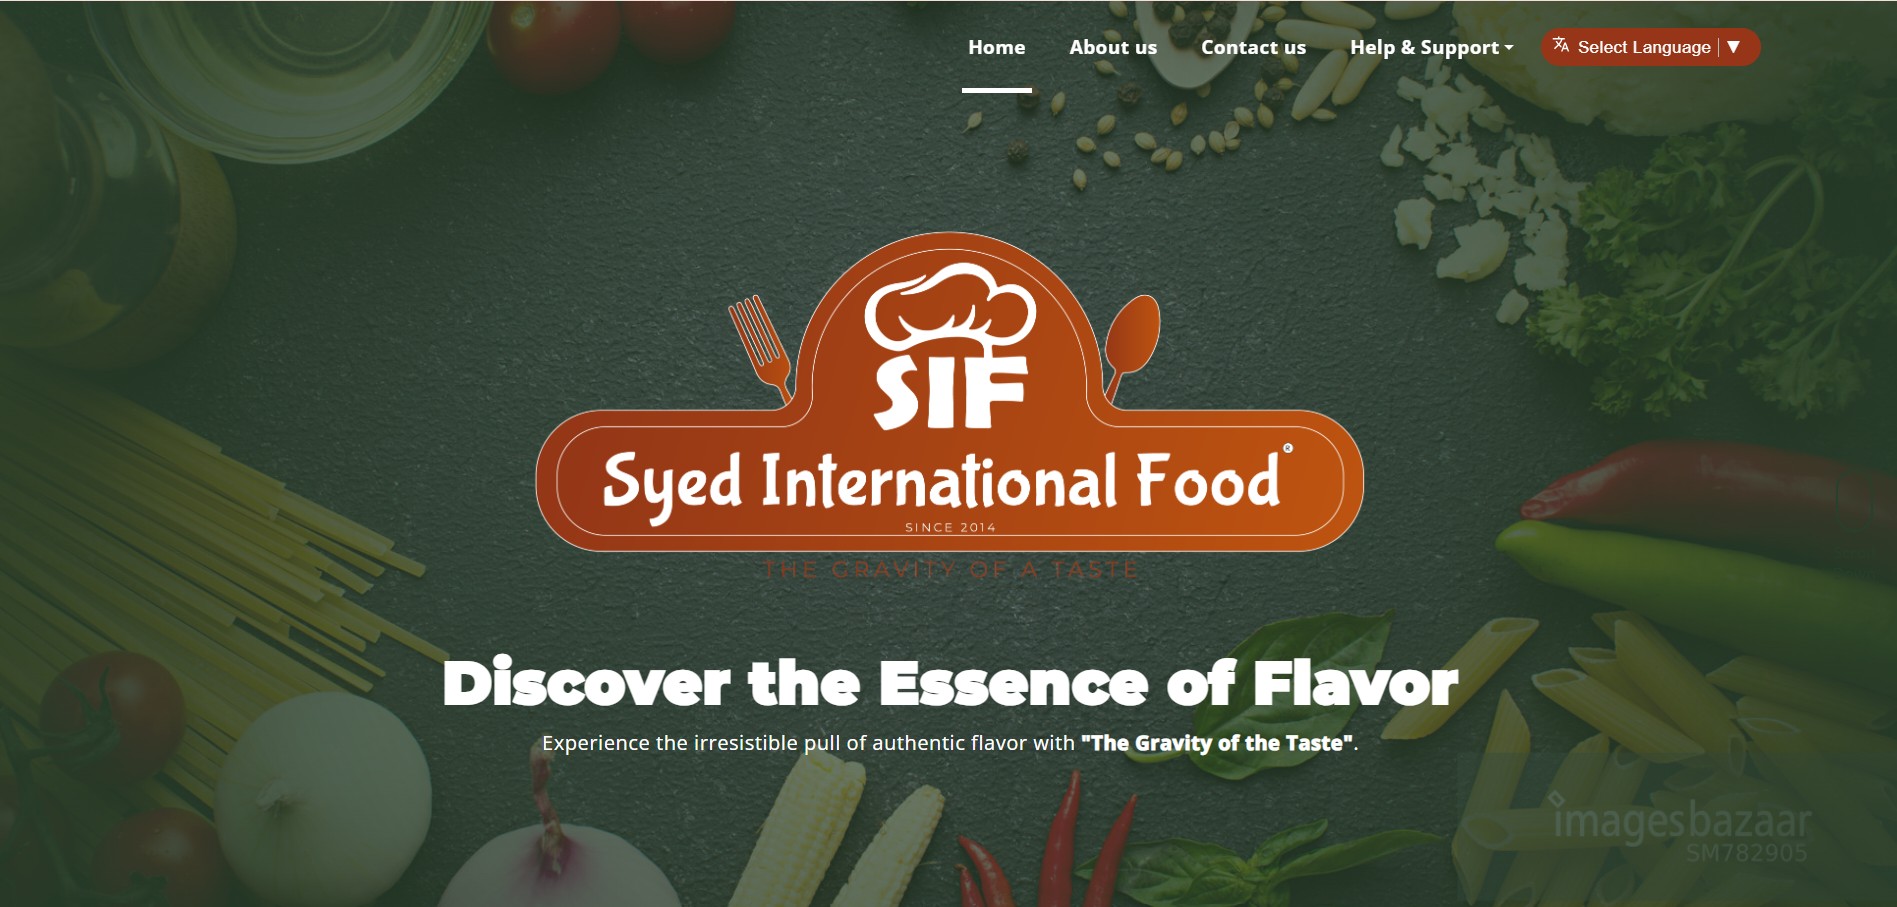 Home About us Contact us Help & Support Select Language ▼
SIF
Syed International Food®
SINCE 2014
THE GRAVITY OF A TASTE
Discover the Essence of Flavor
Experience the irresistible pull of authentic flavor with "The Gravity of the Taste".
imagesbazaar
SM782905